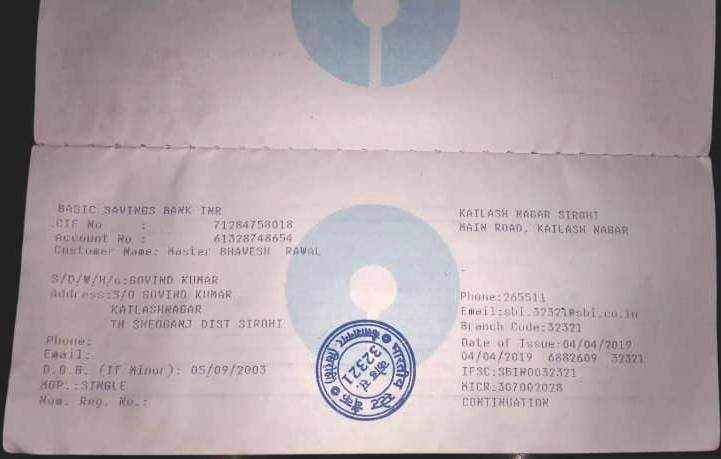 BASIC SAVINGS BANK INR
CIF No : 71284758018
Account No : 61328748654
Customer Name: Master BHAVESH RAWAL
S/D/W/H/o:GOVIND KUMAR
Address:S/O GOVIND KUMAR
KAILASHNAGAR
TH SHEOGANJ DIST SIROHI
Phone:
Email:
D.O.B. (If Minor): 05/09/2003
MOP.:SINGLE
Nom. Reg. No.:
KAILASH NAGAR SIROHI
MAIN ROAD, KAILASH NAGAR
Phone:265511
Email:sbi.32321@sbi.co.in
Branch Code:32321
Date of Issue:04/04/2019
04/04/2019 6882609 32321
IFSC:SBIN0032321
MICR:307002028
CONTINUATION
भारतीय स्टेट बैंक
कोड सं.
32321